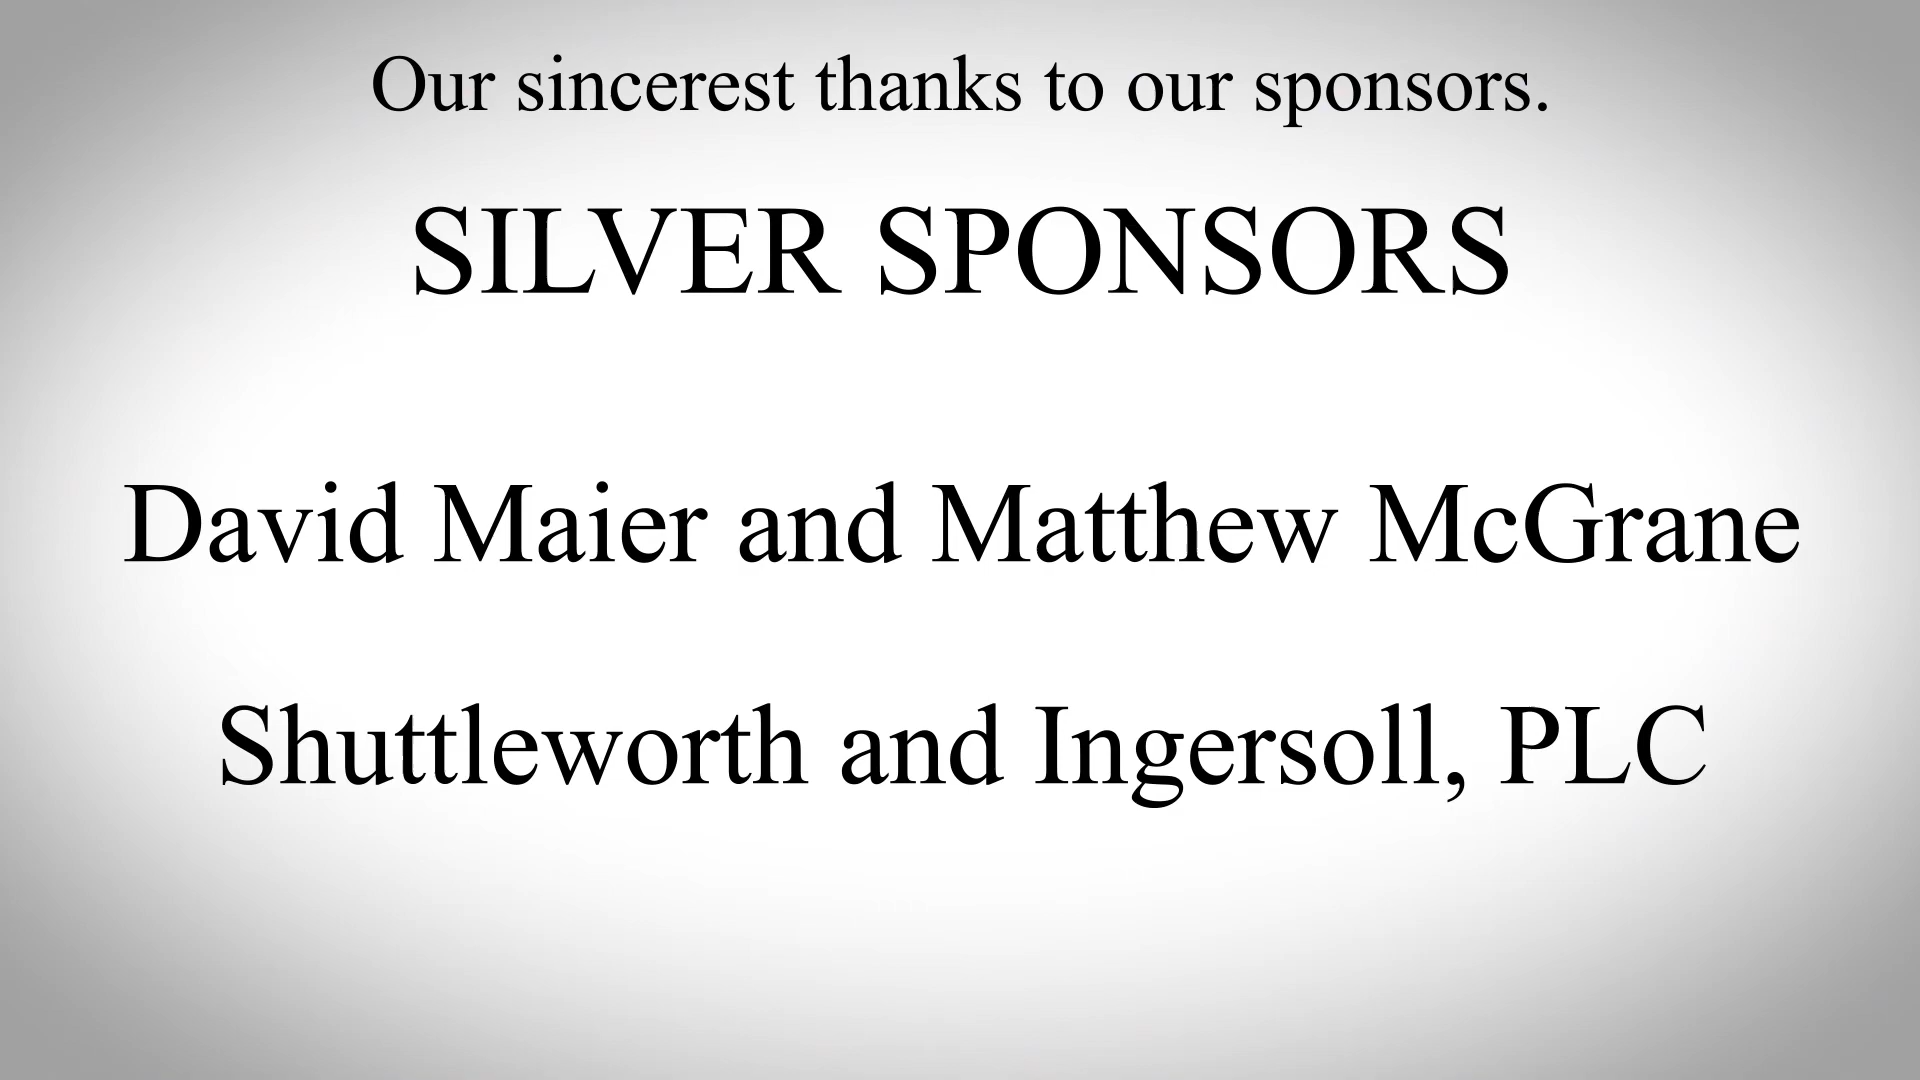 Our sincerest thanks to our sponsors.
SILVER SPONSORS
David Maier and Matthew McGrane
Shuttleworth and Ingersoll, PLC